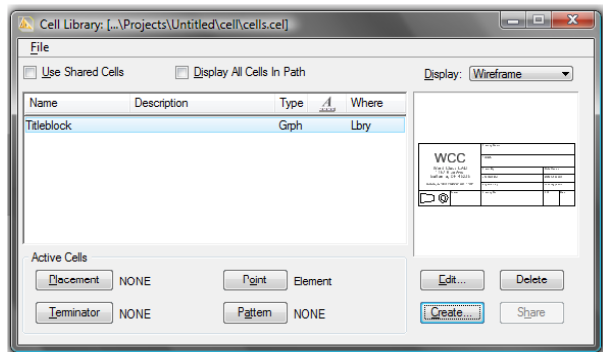 Cell Library: [...\Projects\Untitled\cell\cells.cel]
File
Use Shared Cells Display All Cells In Path Display: Wireframe
Name Description Type A Where
Titleblock Grph Lbry
WCC
Active Cells
Placement NONE Point Element Edit... Delete
Terminator NONE Pattern NONE Create... Share